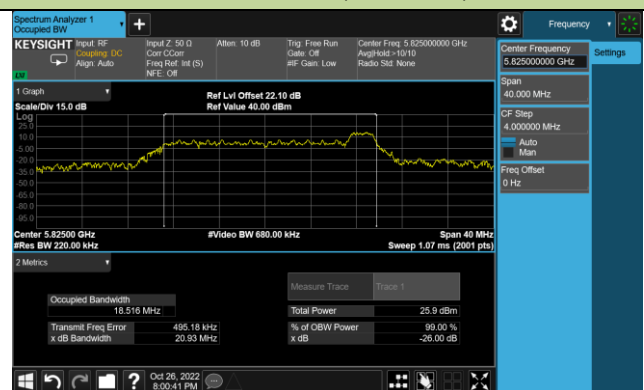 Spectrum Analyzer 1
Occupied BW
Frequency
KEYSIGHT
Input: RF
Coupling: DC
Align: Auto
Input Z: 50 Ω
Corr CCorr
Freq Ref: Int (S)
NFE: Off
Atten: 10 dB
Trig: Free Run
Gate: Off
#IF Gain: Low
Center Freq: 5.825000000 GHz
Avg|Hold:>10/10
Radio Std: None
Center Frequency
5.825000000 GHz
Settings
Span
40.000 MHz
CF Step
4.000000 MHz
Auto
Man
Freq Offset
0 Hz
1 Graph
Scale/Div 15.0 dB
Ref Lvl Offset 22.10 dB
Ref Value 40.00 dBm
Log
25.0
10.0
-5.00
-20.0
-35.0
-50.0
-65.0
-80.0
-95.0
Center 5.82500 GHz
#Video BW 680.00 kHz
Span 40 MHz
#Res BW 220.00 kHz
Sweep 1.07 ms (2001 pts)
2 Metrics
Measure Trace
Trace 1
Occupied Bandwidth
18.516 MHz
Total Power
25.9 dBm
Transmit Freq Error
495.18 kHz
% of OBW Power
99.00 %
x dB Bandwidth
20.93 MHz
x dB
-26.00 dB
Oct 26, 2022
8:00:41 PM